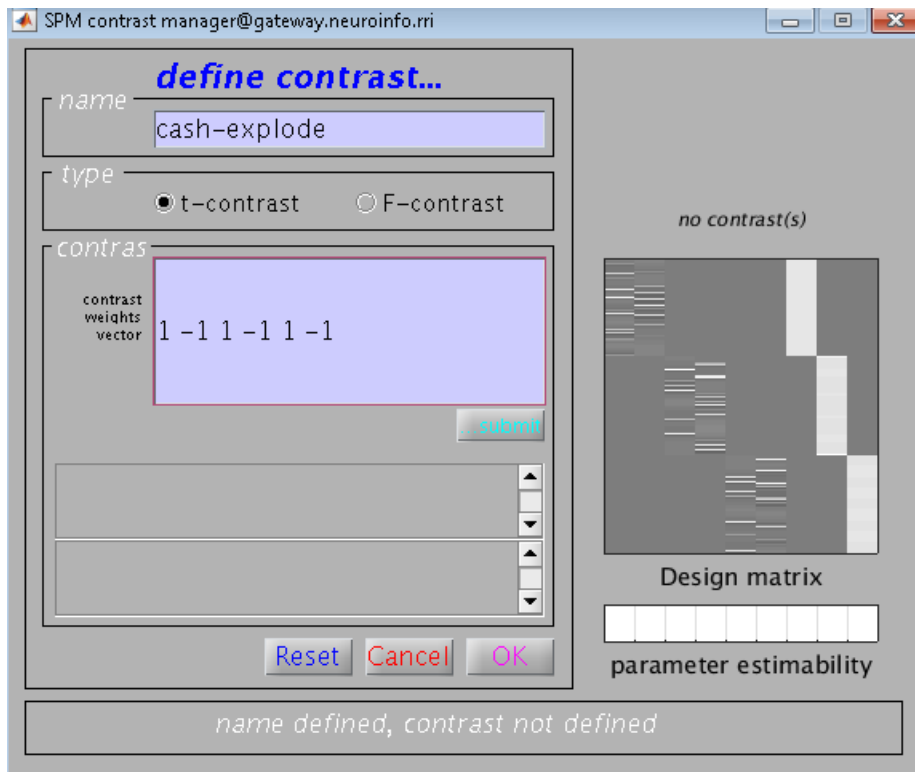 SPM contrast manager@gateway.neuroinfo.rri
define contrast...
name
cash-explode
type
t-contrast F-contrast
contras
contrast
weights
vector
1 -1 1 -1 1 -1
...submit
Reset Cancel OK
no contrast(s)
Design matrix
parameter estimability
name defined, contrast not defined